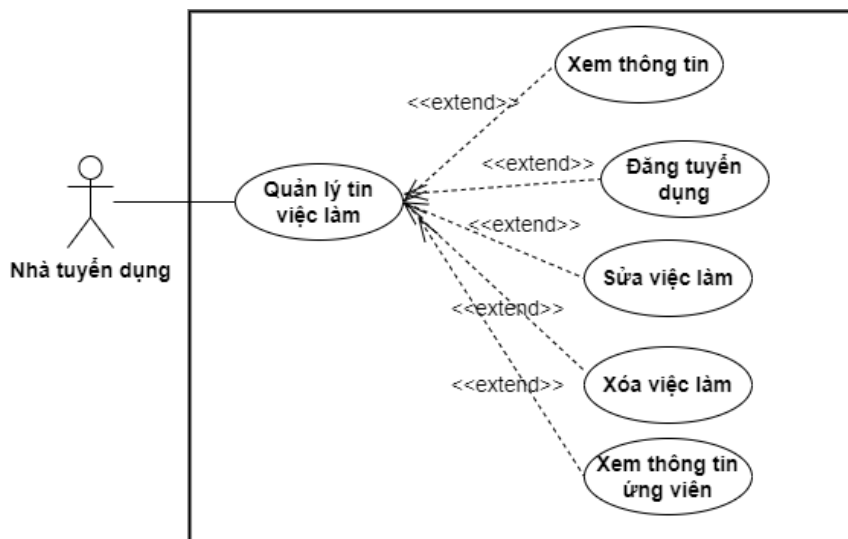 Xem thông tin
<<extend>>
<<extend>>
Đăng tuyển
dụng
Quản lý tin
việc làm
<<extend>>
Nhà tuyển dụng
Sửa việc làm
<<extend>>
Xóa việc làm
<<extend>>
Xem thông tin
ứng viên